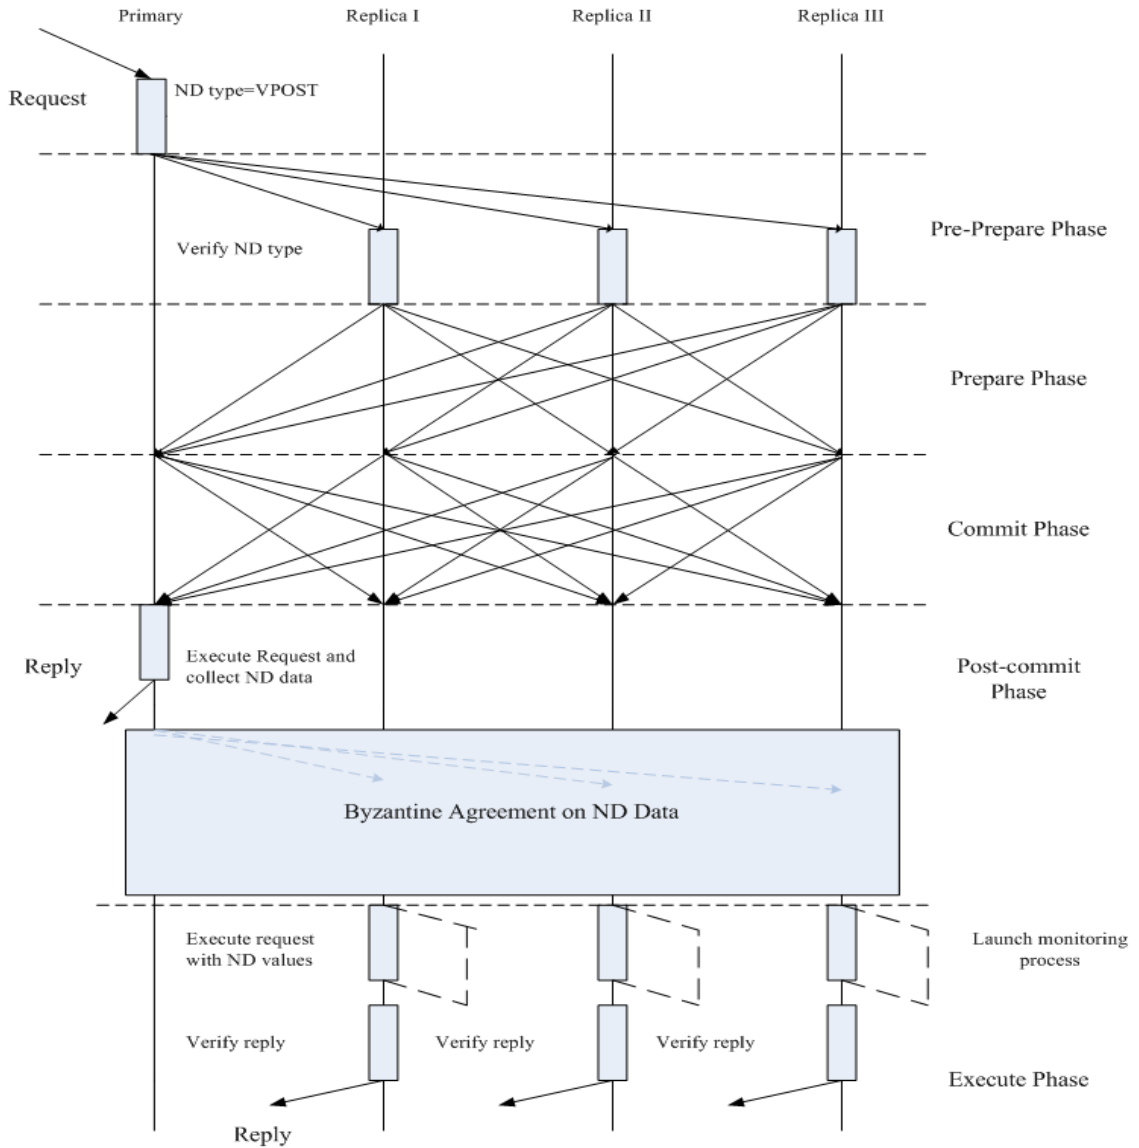 Primary
Replica I
Replica II
Replica III
ND type=VPOST
Request
Pre-Prepare Phase
Verify ND type
Prepare Phase
Commit Phase
Execute Request and
collect ND data
Reply
Post-commit
Phase
Byzantine Agreement on ND Data
Execute request
with ND values
Launch monitoring
process
Verify reply
Verify reply
Verify reply
Execute Phase
Reply